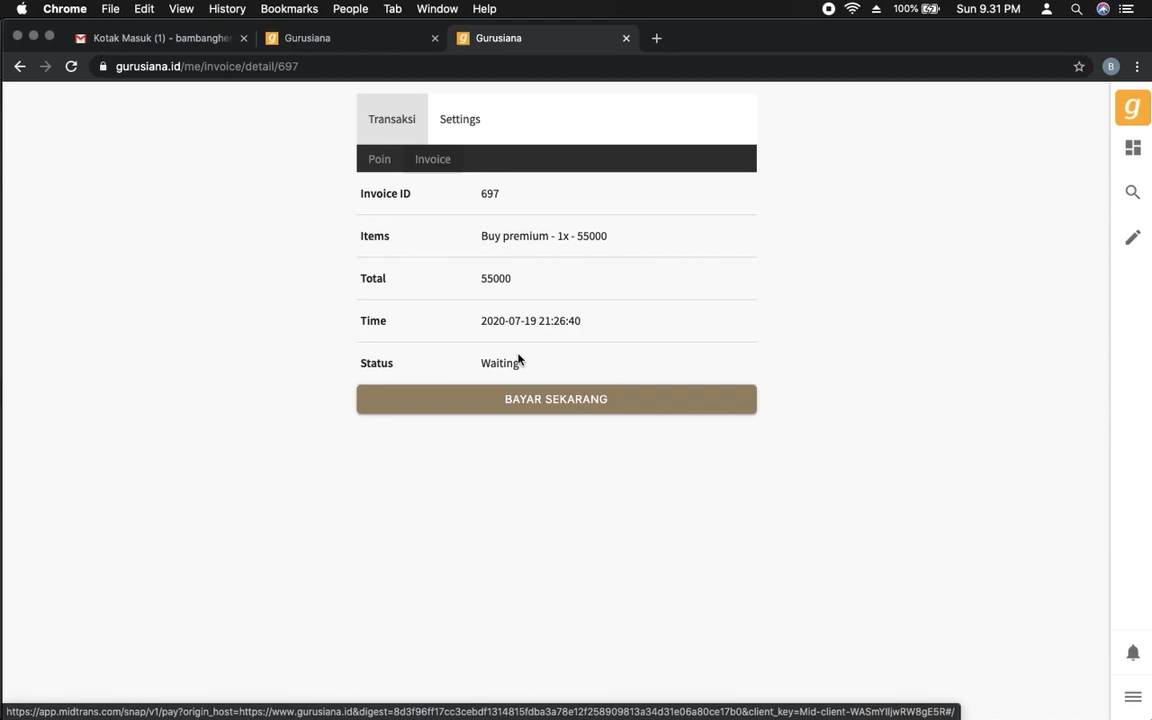 Chrome File Edit View History Bookmarks People Tab Window Help 100% Sun 9.31 PM
Kotak Masuk (1) - bambanghe Gurusiana Gurusiana
gurusiana.id/me/invoice/detail/697 B
g
Transaksi Settings
Poin Invoice
Invoice ID 697
Items Buy premium - 1x - 55000
Total 55000
Time 2020-07-19 21:26:40
Status Waiting
BAYAR SEKARANG
https://app.midtrans.com/snap/v1/pay?origin_host=https://www.gurusiana.id&digest=8d3f96ff17cc3cebdf1314815fdba3a78e12f258909813a34d31e06a80ce17b0&client_key=Mid-client-WASmYIljwRW8gE5R#/